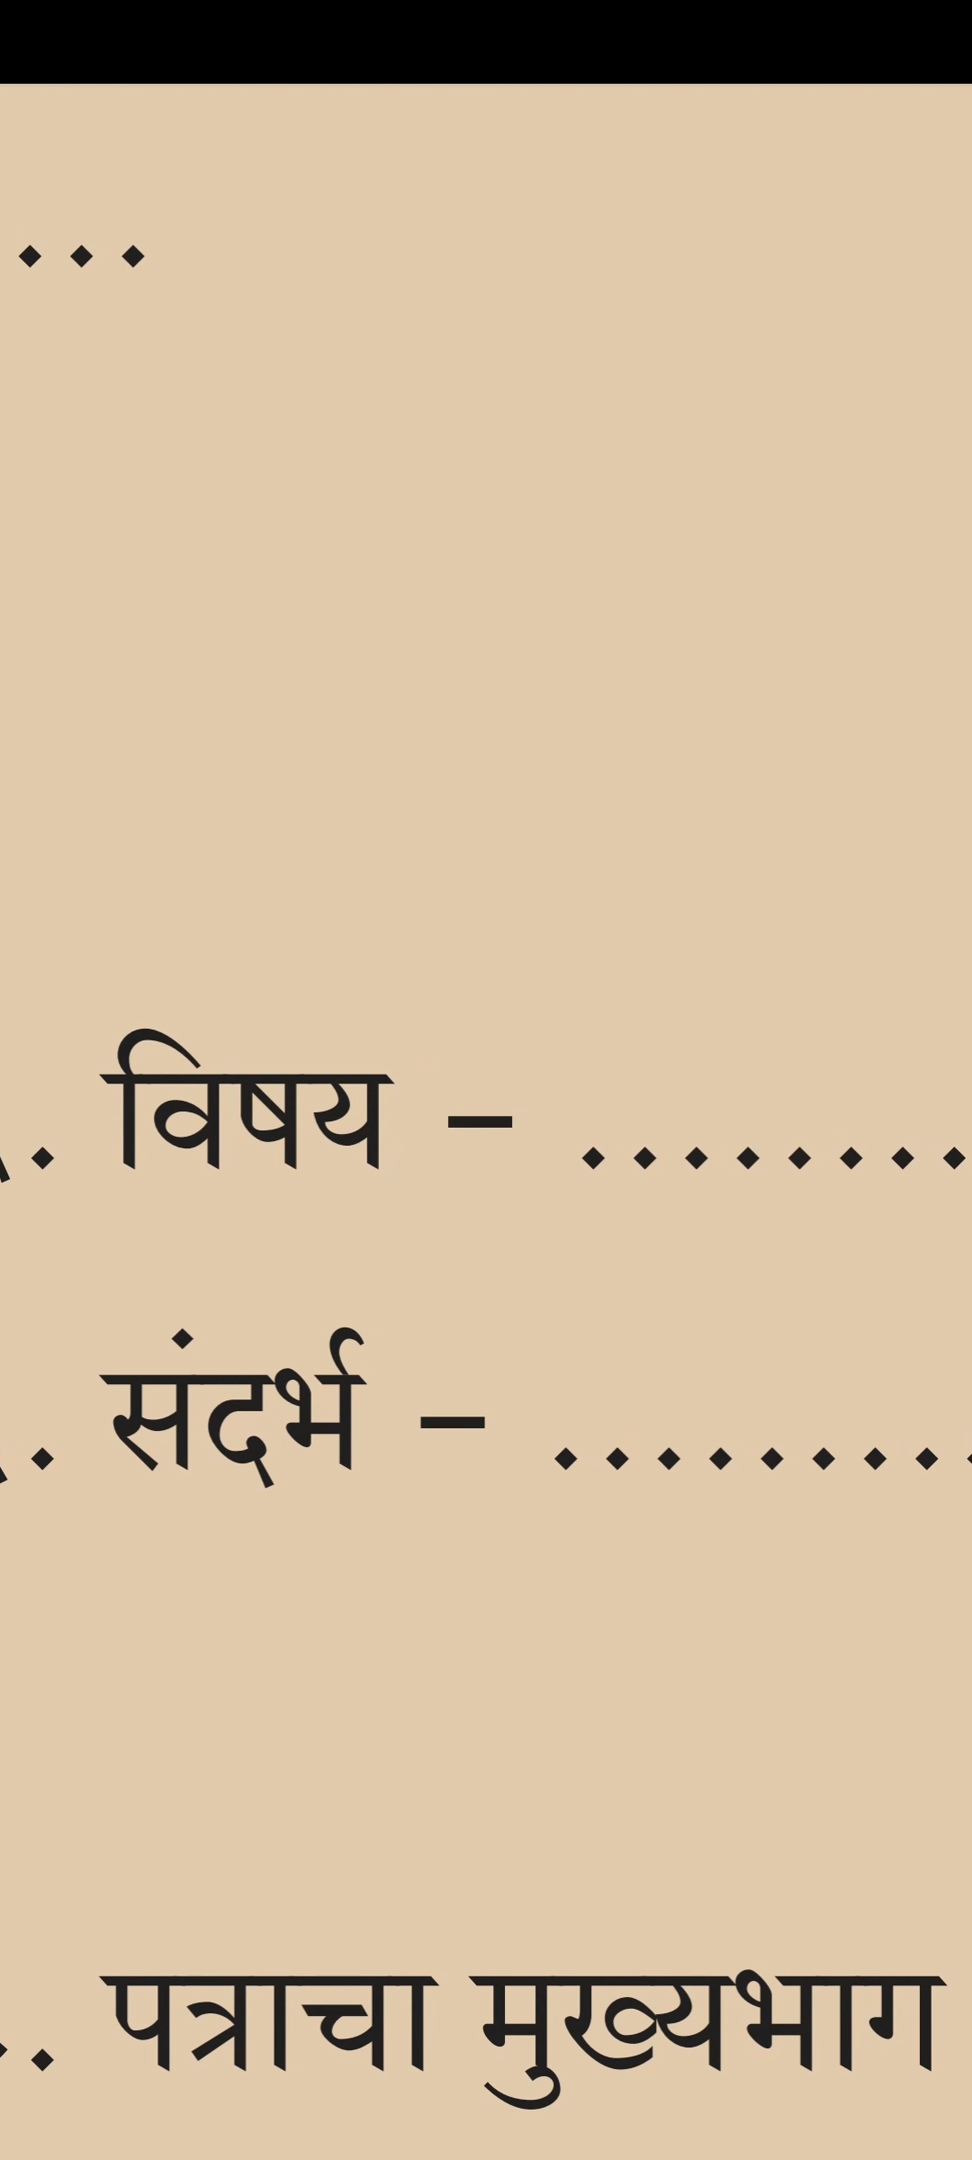 ...
. विषय – ........
. संदर्भ – .........
. पत्राचा मुख्यभाग